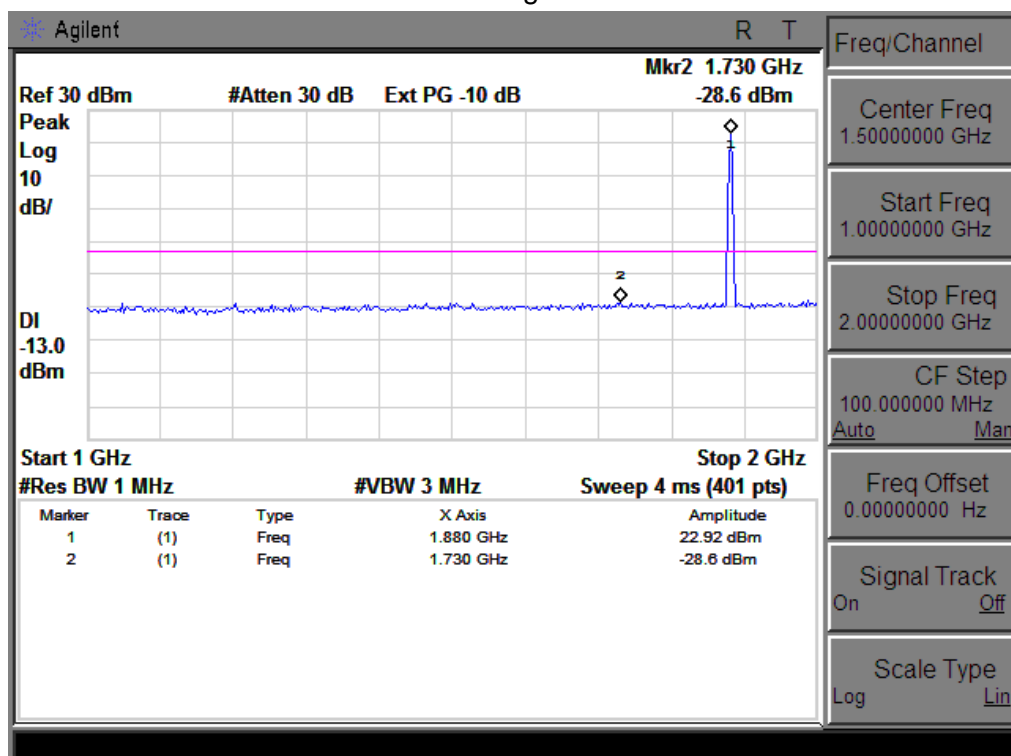 Agilent R T
Mkr2 1.730 GHz
Ref 30 dBm #Atten 30 dB Ext PG -10 dB -28.6 dBm
Peak
Log
10
dB/
1
2
DI
-13.0
dBm
Start 1 GHz Stop 2 GHz
#Res BW 1 MHz #VBW 3 MHz Sweep 4 ms (401 pts)
Marker Trace Type X Axis Amplitude
1 (1) Freq 1.880 GHz 22.92 dBm
2 (1) Freq 1.730 GHz -28.6 dBm
Freq/Channel
Center Freq
1.50000000 GHz
Start Freq
1.00000000 GHz
Stop Freq
2.00000000 GHz
CF Step
100.000000 MHz
Auto Man
Freq Offset
0.00000000 Hz
Signal Track
On Off
Scale Type
Log Lin